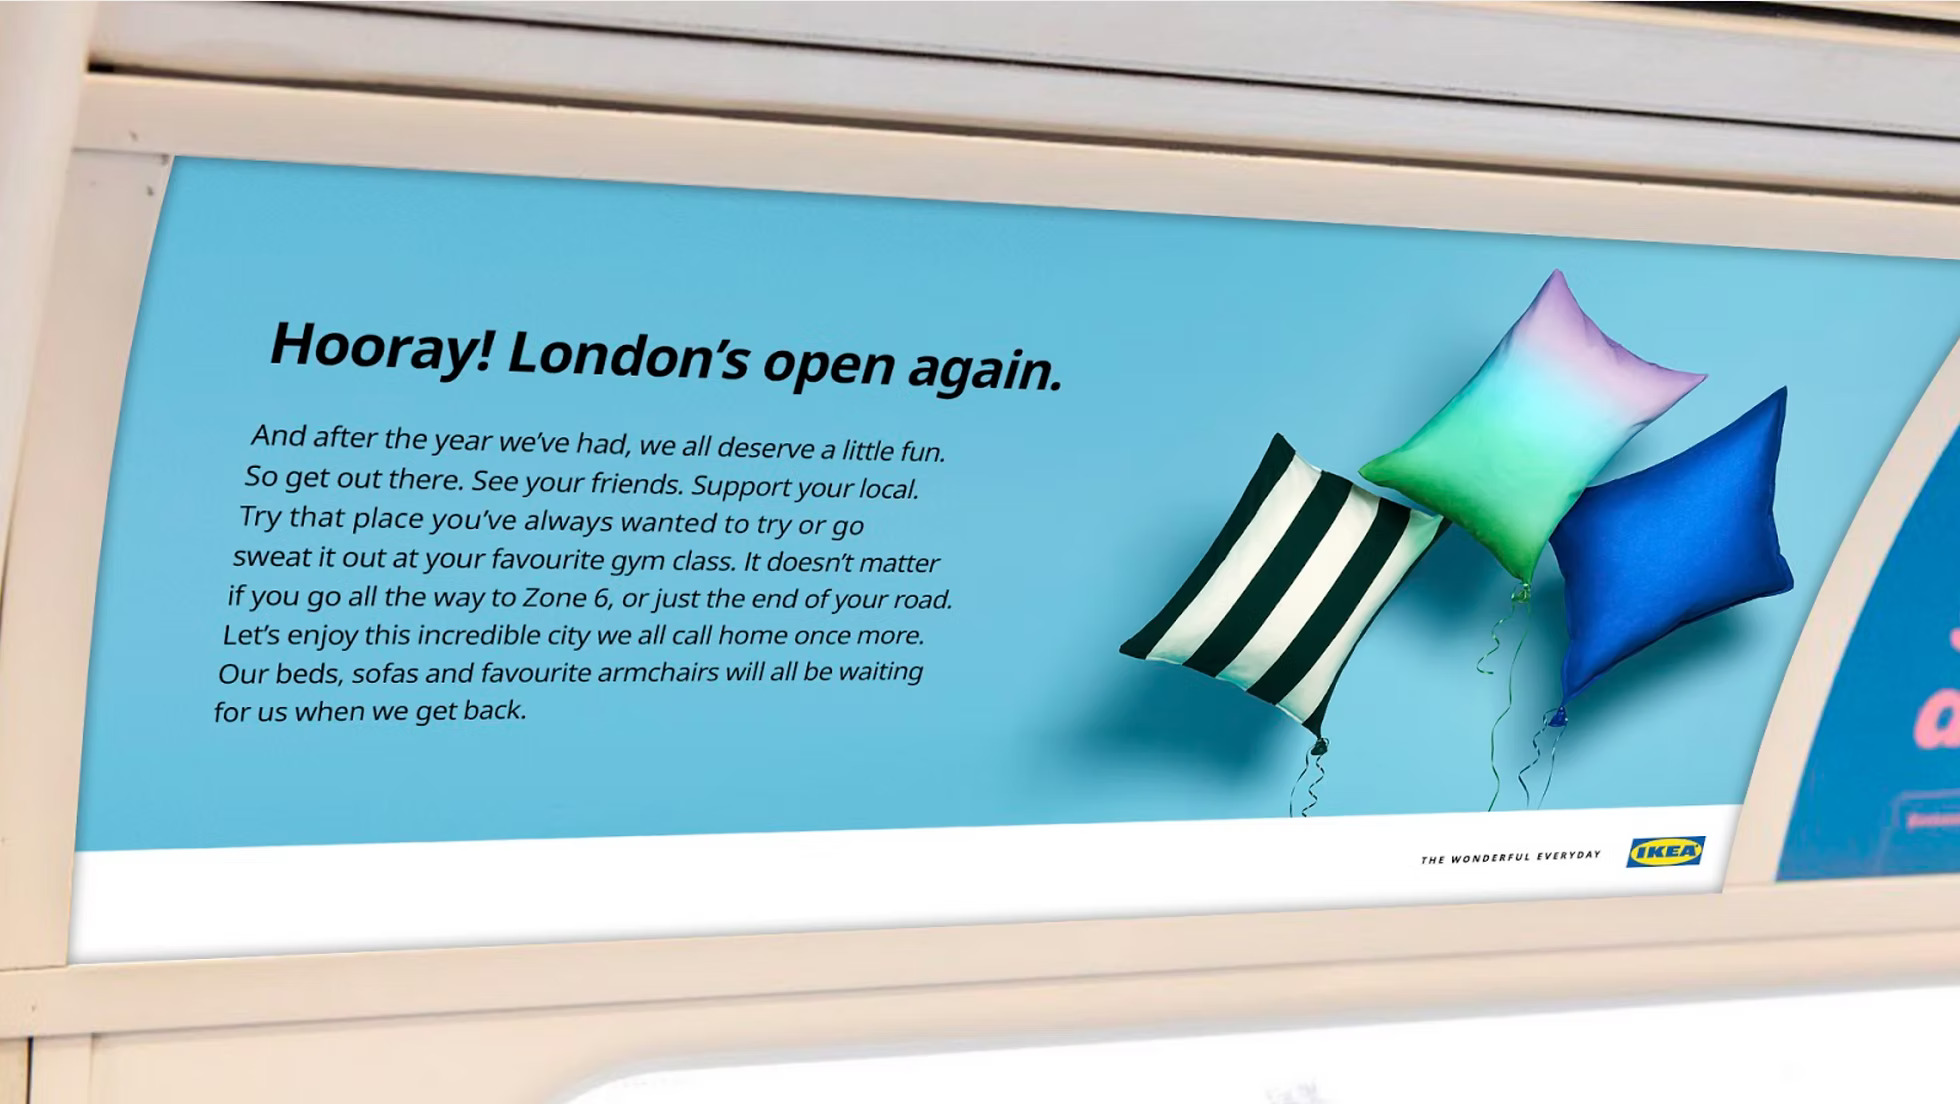 Hooray! London's open again.
And after the year we've had, we all deserve a little fun.
So get out there. See your friends. Support your local.
Try that place you've always wanted to try or go
sweat it out at your favourite gym class. It doesn't matter
if you go all the way to Zone 6, or just the end of your road.
Let's enjoy this incredible city we all call home once more.
Our beds, sofas and favourite armchairs will all be waiting
for us when we get back.
THE WONDERFUL EVERYDAY
IKEA